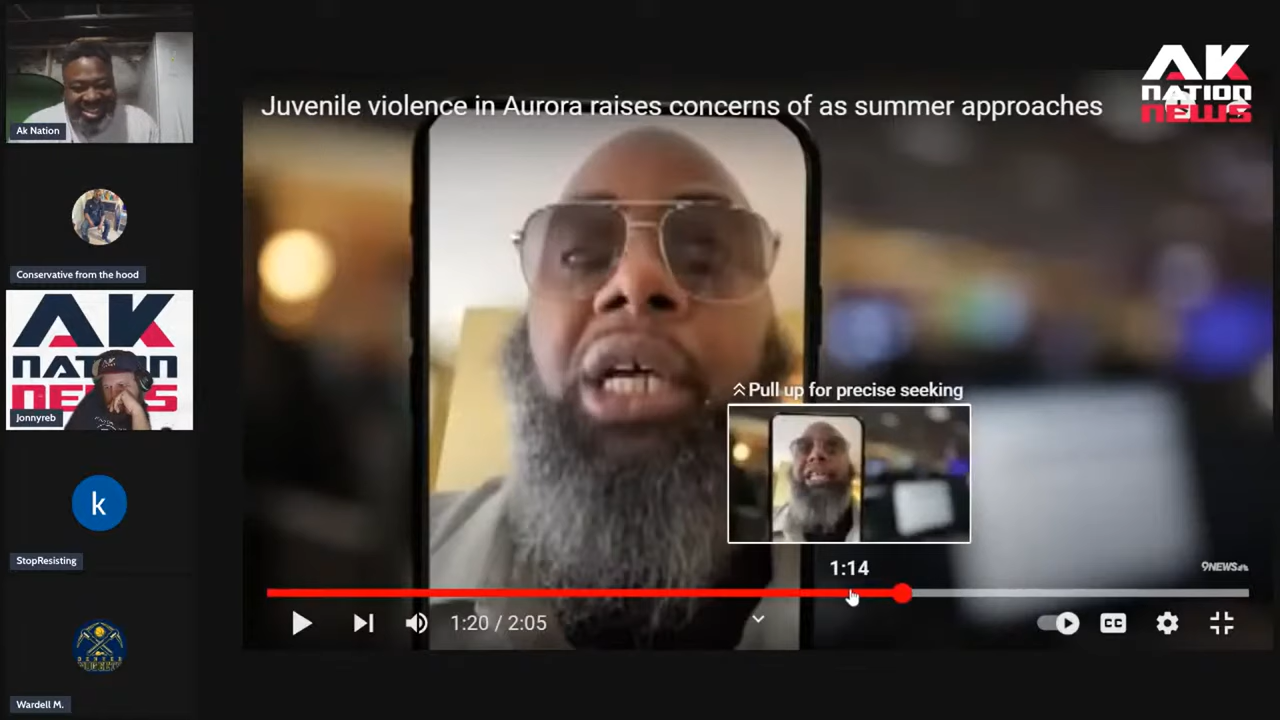 Juvenile violence in Aurora raises concerns of as summer approaches
AK
NATION
NEWS
Ak Nation
Conservative from the hood
AK
NATION
NEWS
Jonnyreb
k
StopResisting
Wardell M.
Pull up for precise seeking
1:14
9NEWS
1:20 / 2:05
CC